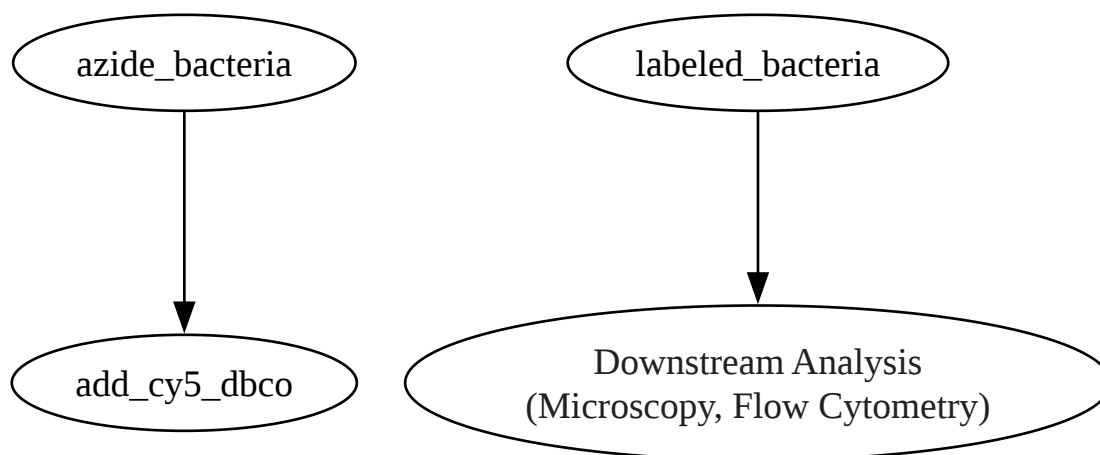 azide_bacteria
labeled_bacteria
add_cy5_dbco
Downstream Analysis
(Microscopy, Flow Cytometry)